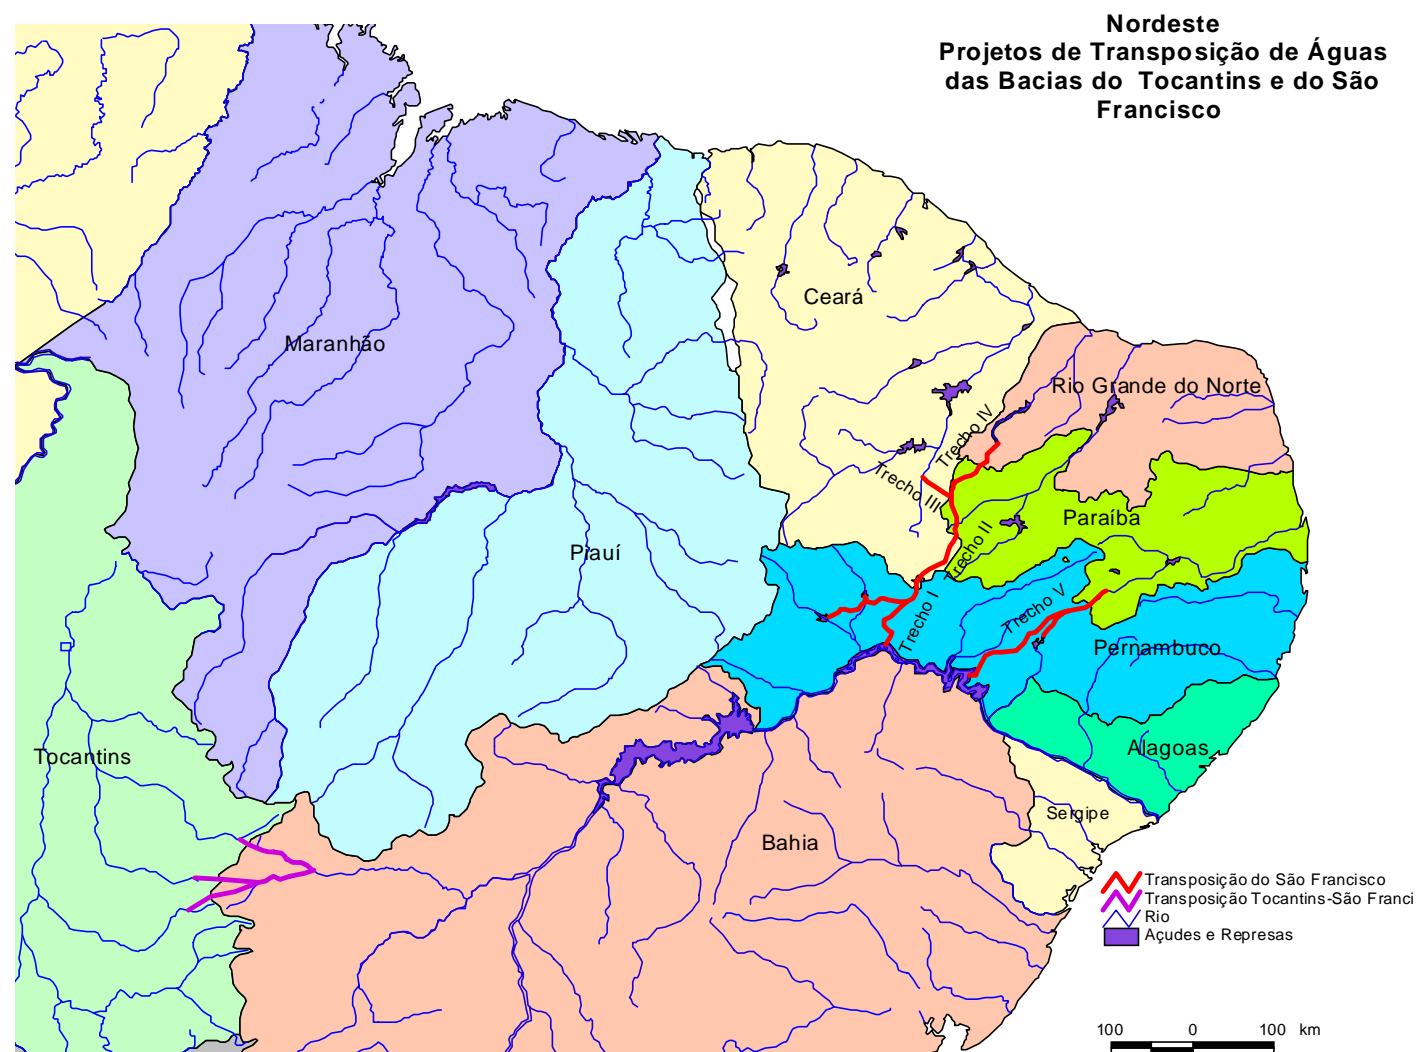 Nordeste
Projetos de Transposição de Águas
das Bacias do Tocantins e do São
Francisco
Ceará
Maranhão
Rio Grande do Norte
Trecho IV
Trecho III
Paraíba
Trecho II
Piauí
Trecho I
Trecho V
Pernambuco
Tocantins
Alagoas
Sergipe
Bahia
Transposição do São Francisco
Transposição Tocantins-São Franci
Rio
Açudes e Represas
100 0 100 km